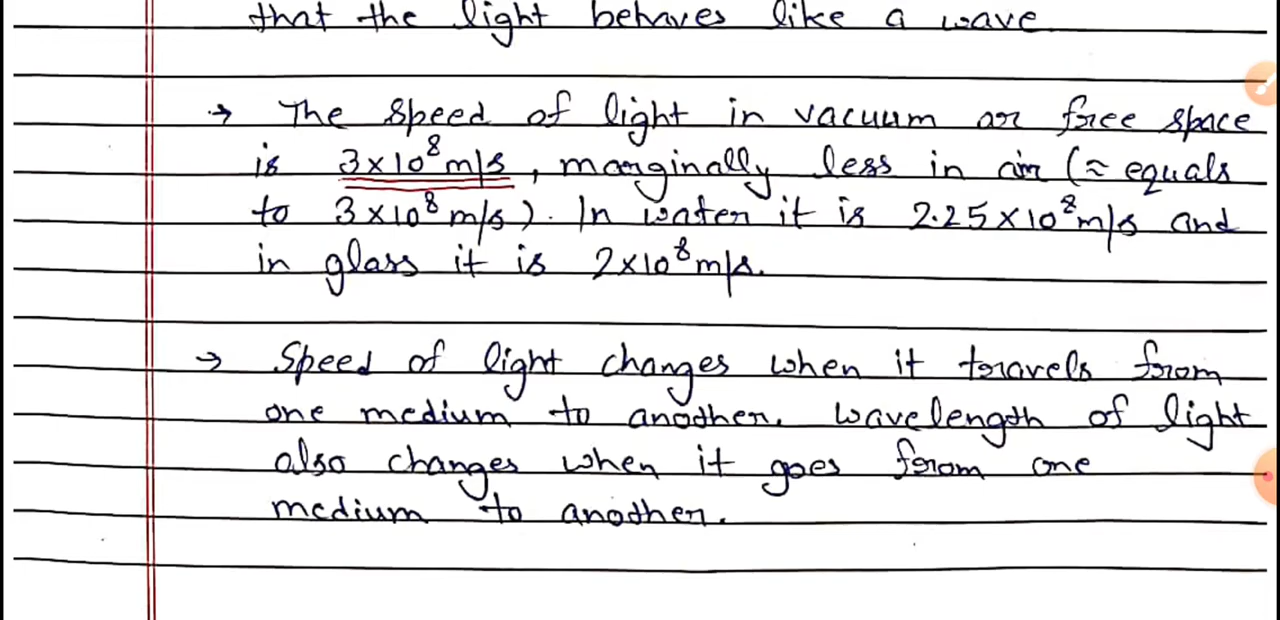 that the light behaves like a wave
→ The speed of light in vacuum or free space
is 3×10⁸ m/s, marginally less in air (≈ equals
to 3×10⁸ m/s). In water it is 2.25×10⁸ m/s and
in glass it is 2×10⁸ m/s.
→ Speed of light changes when it travels from
one medium to another. Wavelength of light
also changes when it goes from one
medium to another.